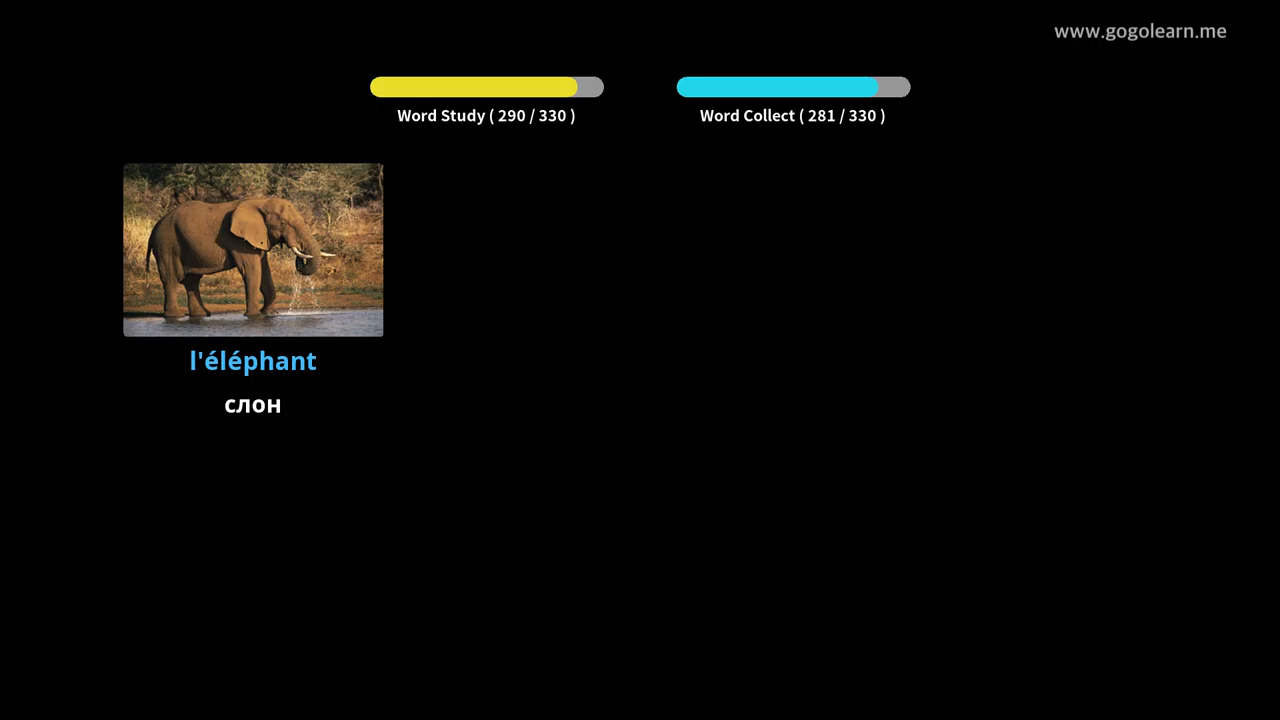 www.gogolearn.me
Word Study ( 290 / 330 )
Word Collect ( 281 / 330 )
l'éléphant
слон